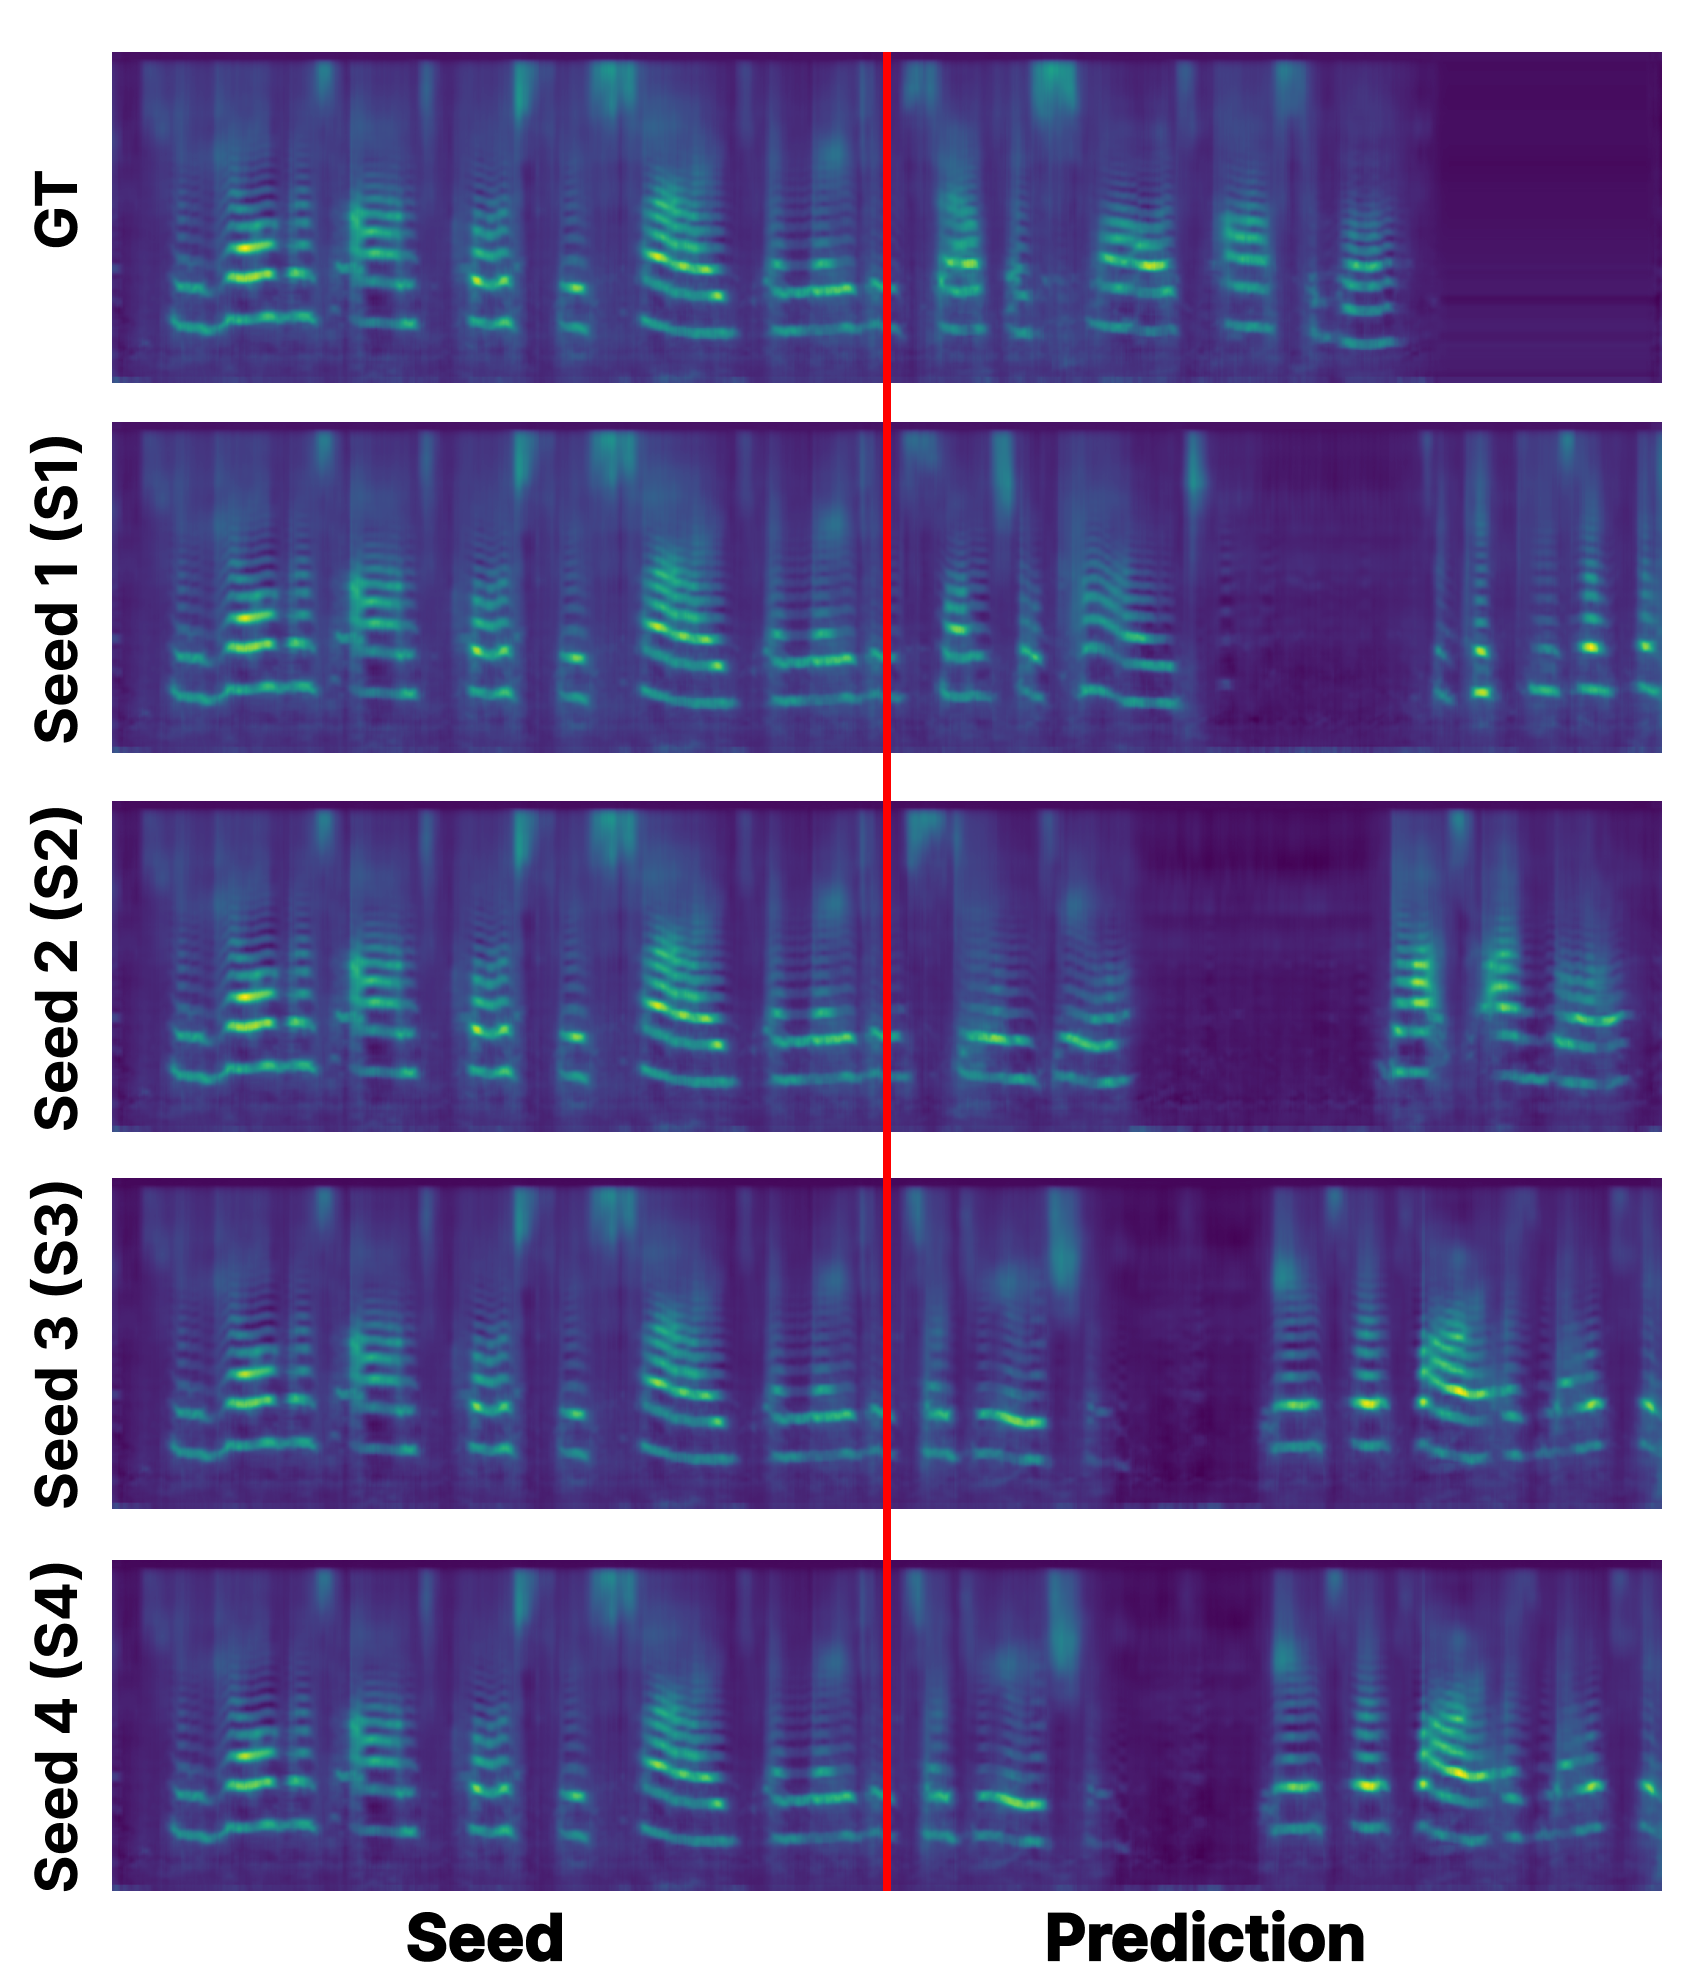 GT
Seed 1 (S1)
Seed 2 (S2)
Seed 3 (S3)
Seed 4 (S4)
Seed
Prediction